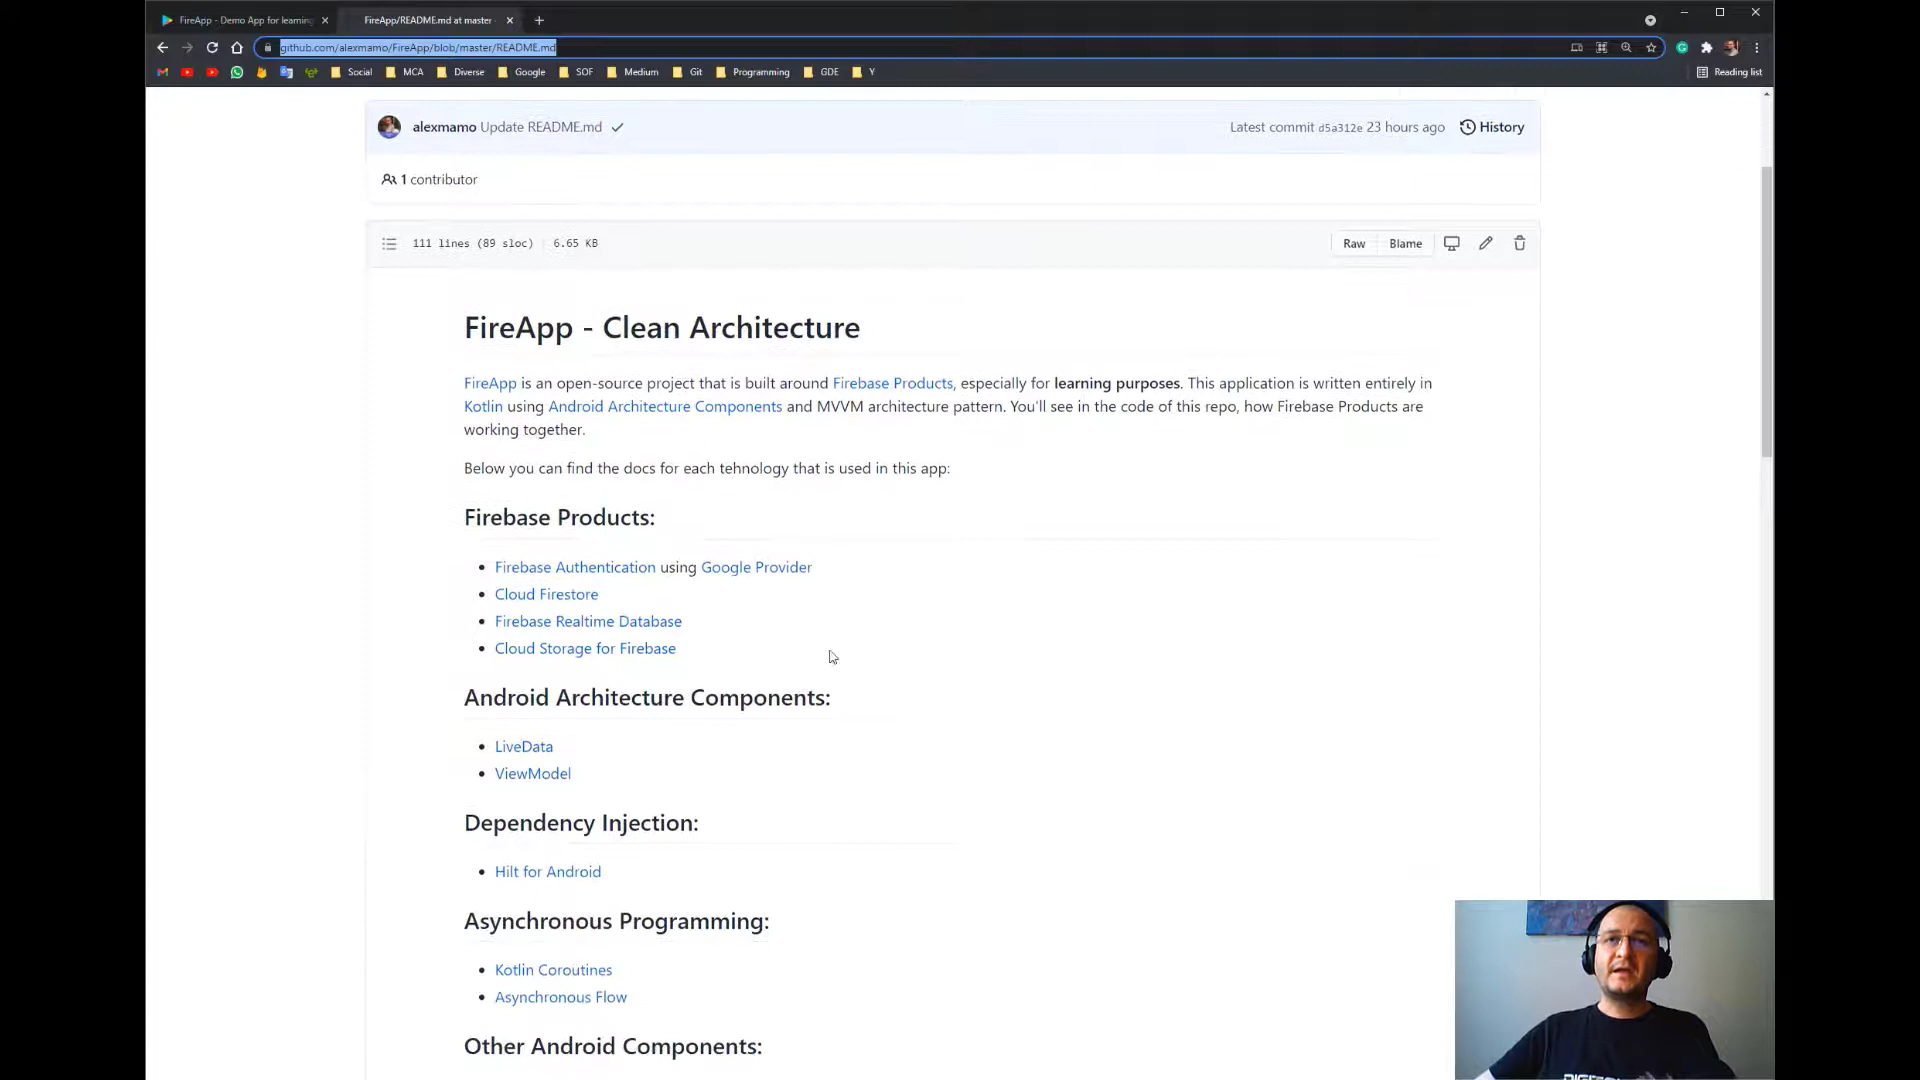 FireApp - Demo App for learning
FireApp/README.md at master
github.com/alexmamo/FireApp/blob/master/README.md
Social MCA Diverse Google SOF Medium Git Programming GDE Y Reading list
alexmamo Update README.md Latest commit d5a312e 23 hours ago History
1 contributor
111 lines (89 sloc) 6.65 KB Raw Blame
FireApp - Clean Architecture
FireApp is an open-source project that is built around Firebase Products, especially for learning purposes. This application is written entirely in
Kotlin using Android Architecture Components and MVVM architecture pattern. You'll see in the code of this repo, how Firebase Products are
working together.
Below you can find the docs for each tehnology that is used in this app:
Firebase Products:
• Firebase Authentication using Google Provider
• Cloud Firestore
• Firebase Realtime Database
• Cloud Storage for Firebase
Android Architecture Components:
• LiveData
• ViewModel
Dependency Injection:
• Hilt for Android
Asynchronous Programming:
• Kotlin Coroutines
• Asynchronous Flow
Other Android Components: